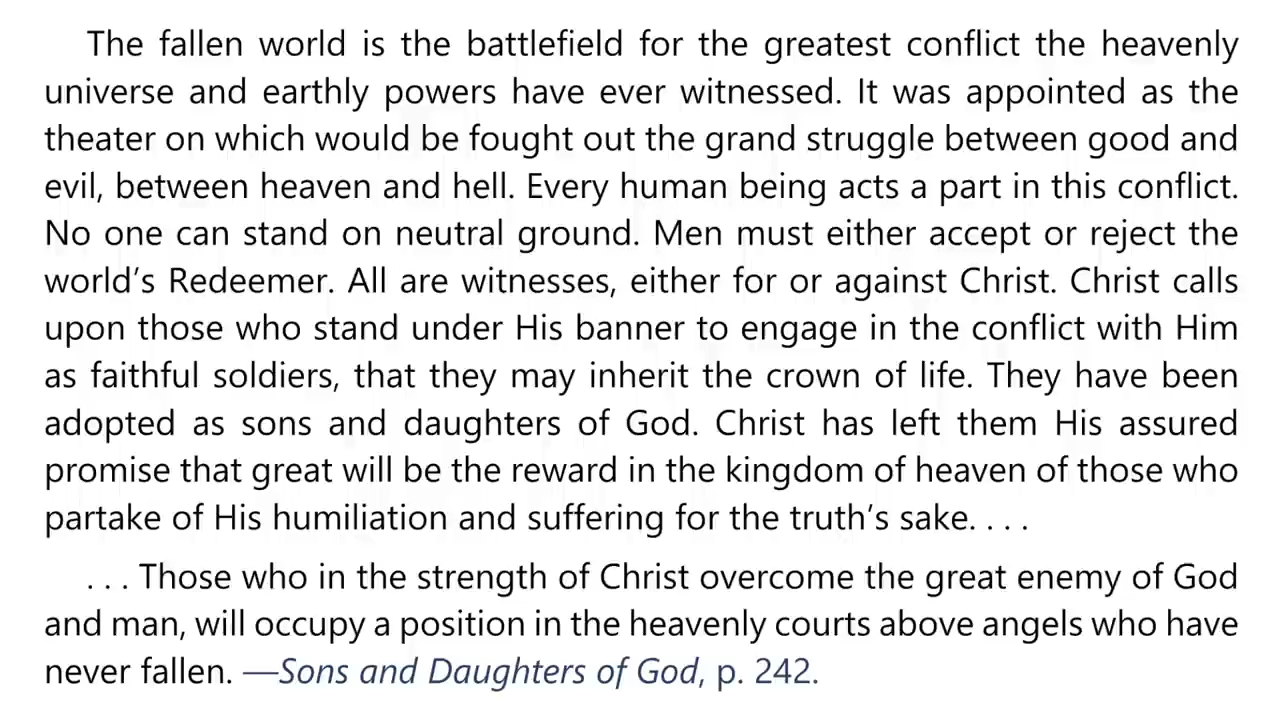 The fallen world is the battlefield for the greatest conflict the heavenly
universe and earthly powers have ever witnessed. It was appointed as the
theater on which would be fought out the grand struggle between good and
evil, between heaven and hell. Every human being acts a part in this conflict.
No one can stand on neutral ground. Men must either accept or reject the
world’s Redeemer. All are witnesses, either for or against Christ. Christ calls
upon those who stand under His banner to engage in the conflict with Him
as faithful soldiers, that they may inherit the crown of life. They have been
adopted as sons and daughters of God. Christ has left them His assured
promise that great will be the reward in the kingdom of heaven of those who
partake of His humiliation and suffering for the truth’s sake. . . .
. . . Those who in the strength of Christ overcome the great enemy of God
and man, will occupy a position in the heavenly courts above angels who have
never fallen. —Sons and Daughters of God, p. 242.